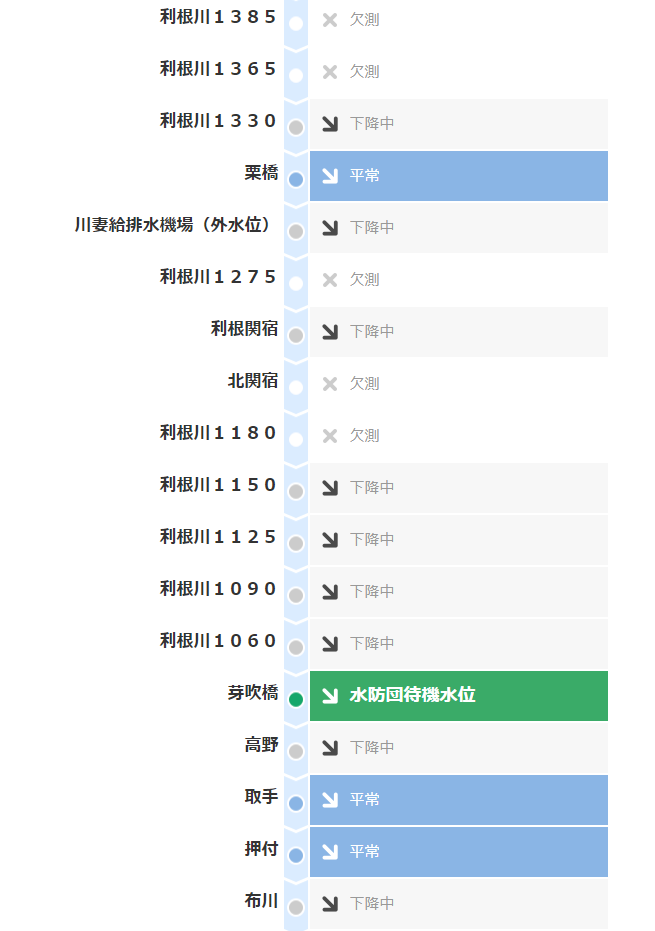 利根川１３８５ 欠測
利根川１３６５ 欠測
利根川１３３０ 下降中
栗橋 平常
川妻給排水機場（外水位） 下降中
利根川１２７５ 欠測
利根関宿 下降中
北関宿 欠測
利根川１１８０ 欠測
利根川１１５０ 下降中
利根川１１２５ 下降中
利根川１０９０ 下降中
利根川１０６０ 下降中
芽吹橋 水防団待機水位
高野 下降中
取手 平常
押付 平常
布川 下降中